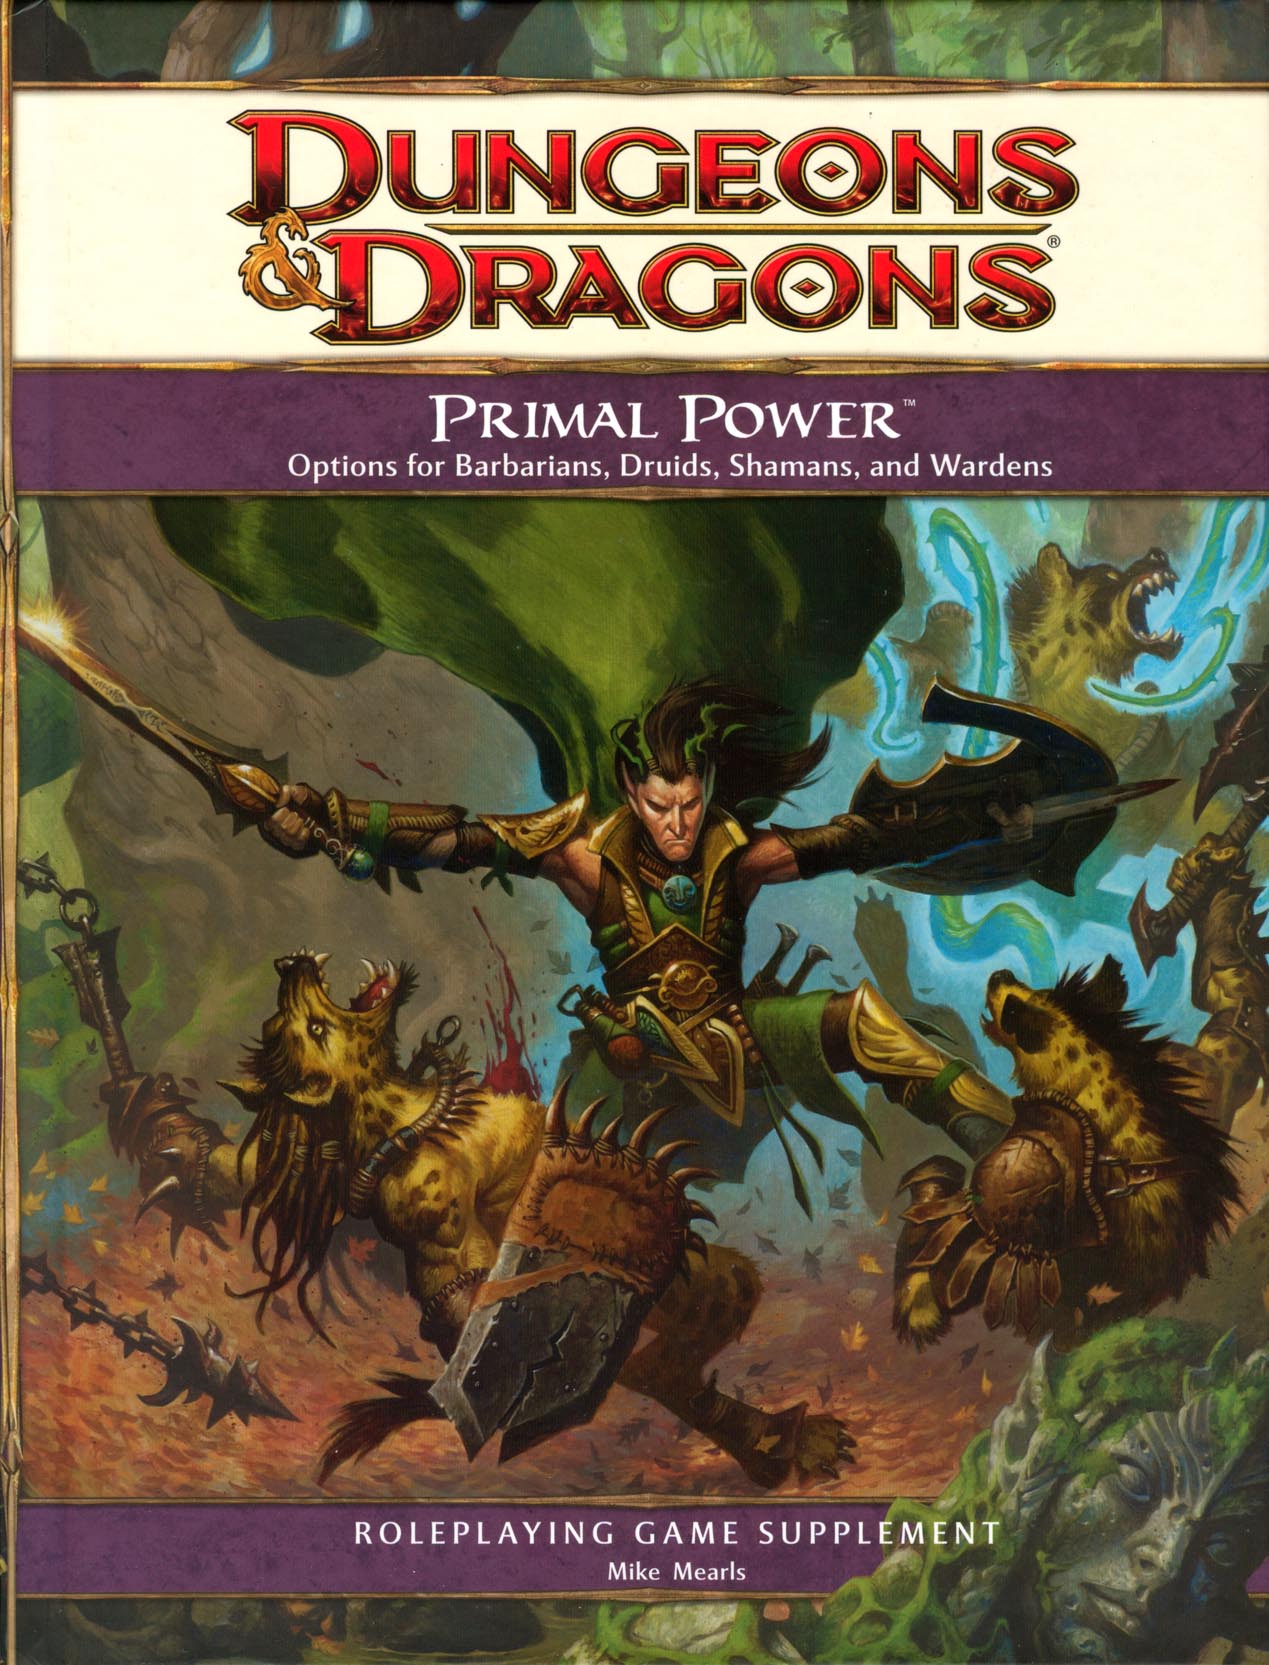 DUNGEONS
& DRAGONS®
PRIMAL POWER™
Options for Barbarians, Druids, Shamans, and Wardens
ROLEPLAYING GAME SUPPLEMENT
Mike Mearls